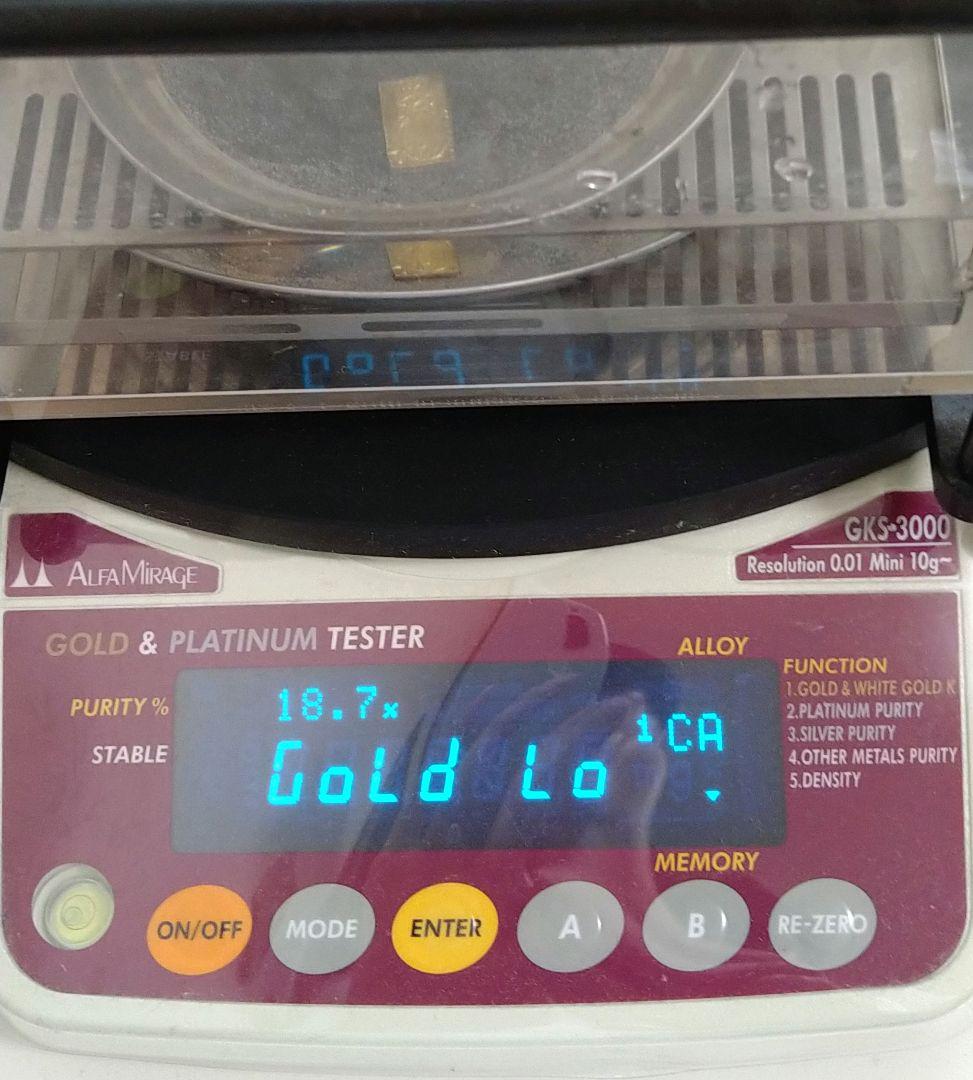 ALFAMIRAGE
GKS-3000
Resolution 0.01 Mini 10g~
GOLD & PLATINUM TESTER
ALLOY
PURITY %
STABLE
18.7%
1CA
Gold Lo
FUNCTION
1.GOLD & WHITE GOLD K
2.PLATINUM PURITY
3.SILVER PURITY
4.OTHER METALS PURITY
5.DENSITY
MEMORY
ON/OFF
MODE
ENTER
A
B
RE-ZERO